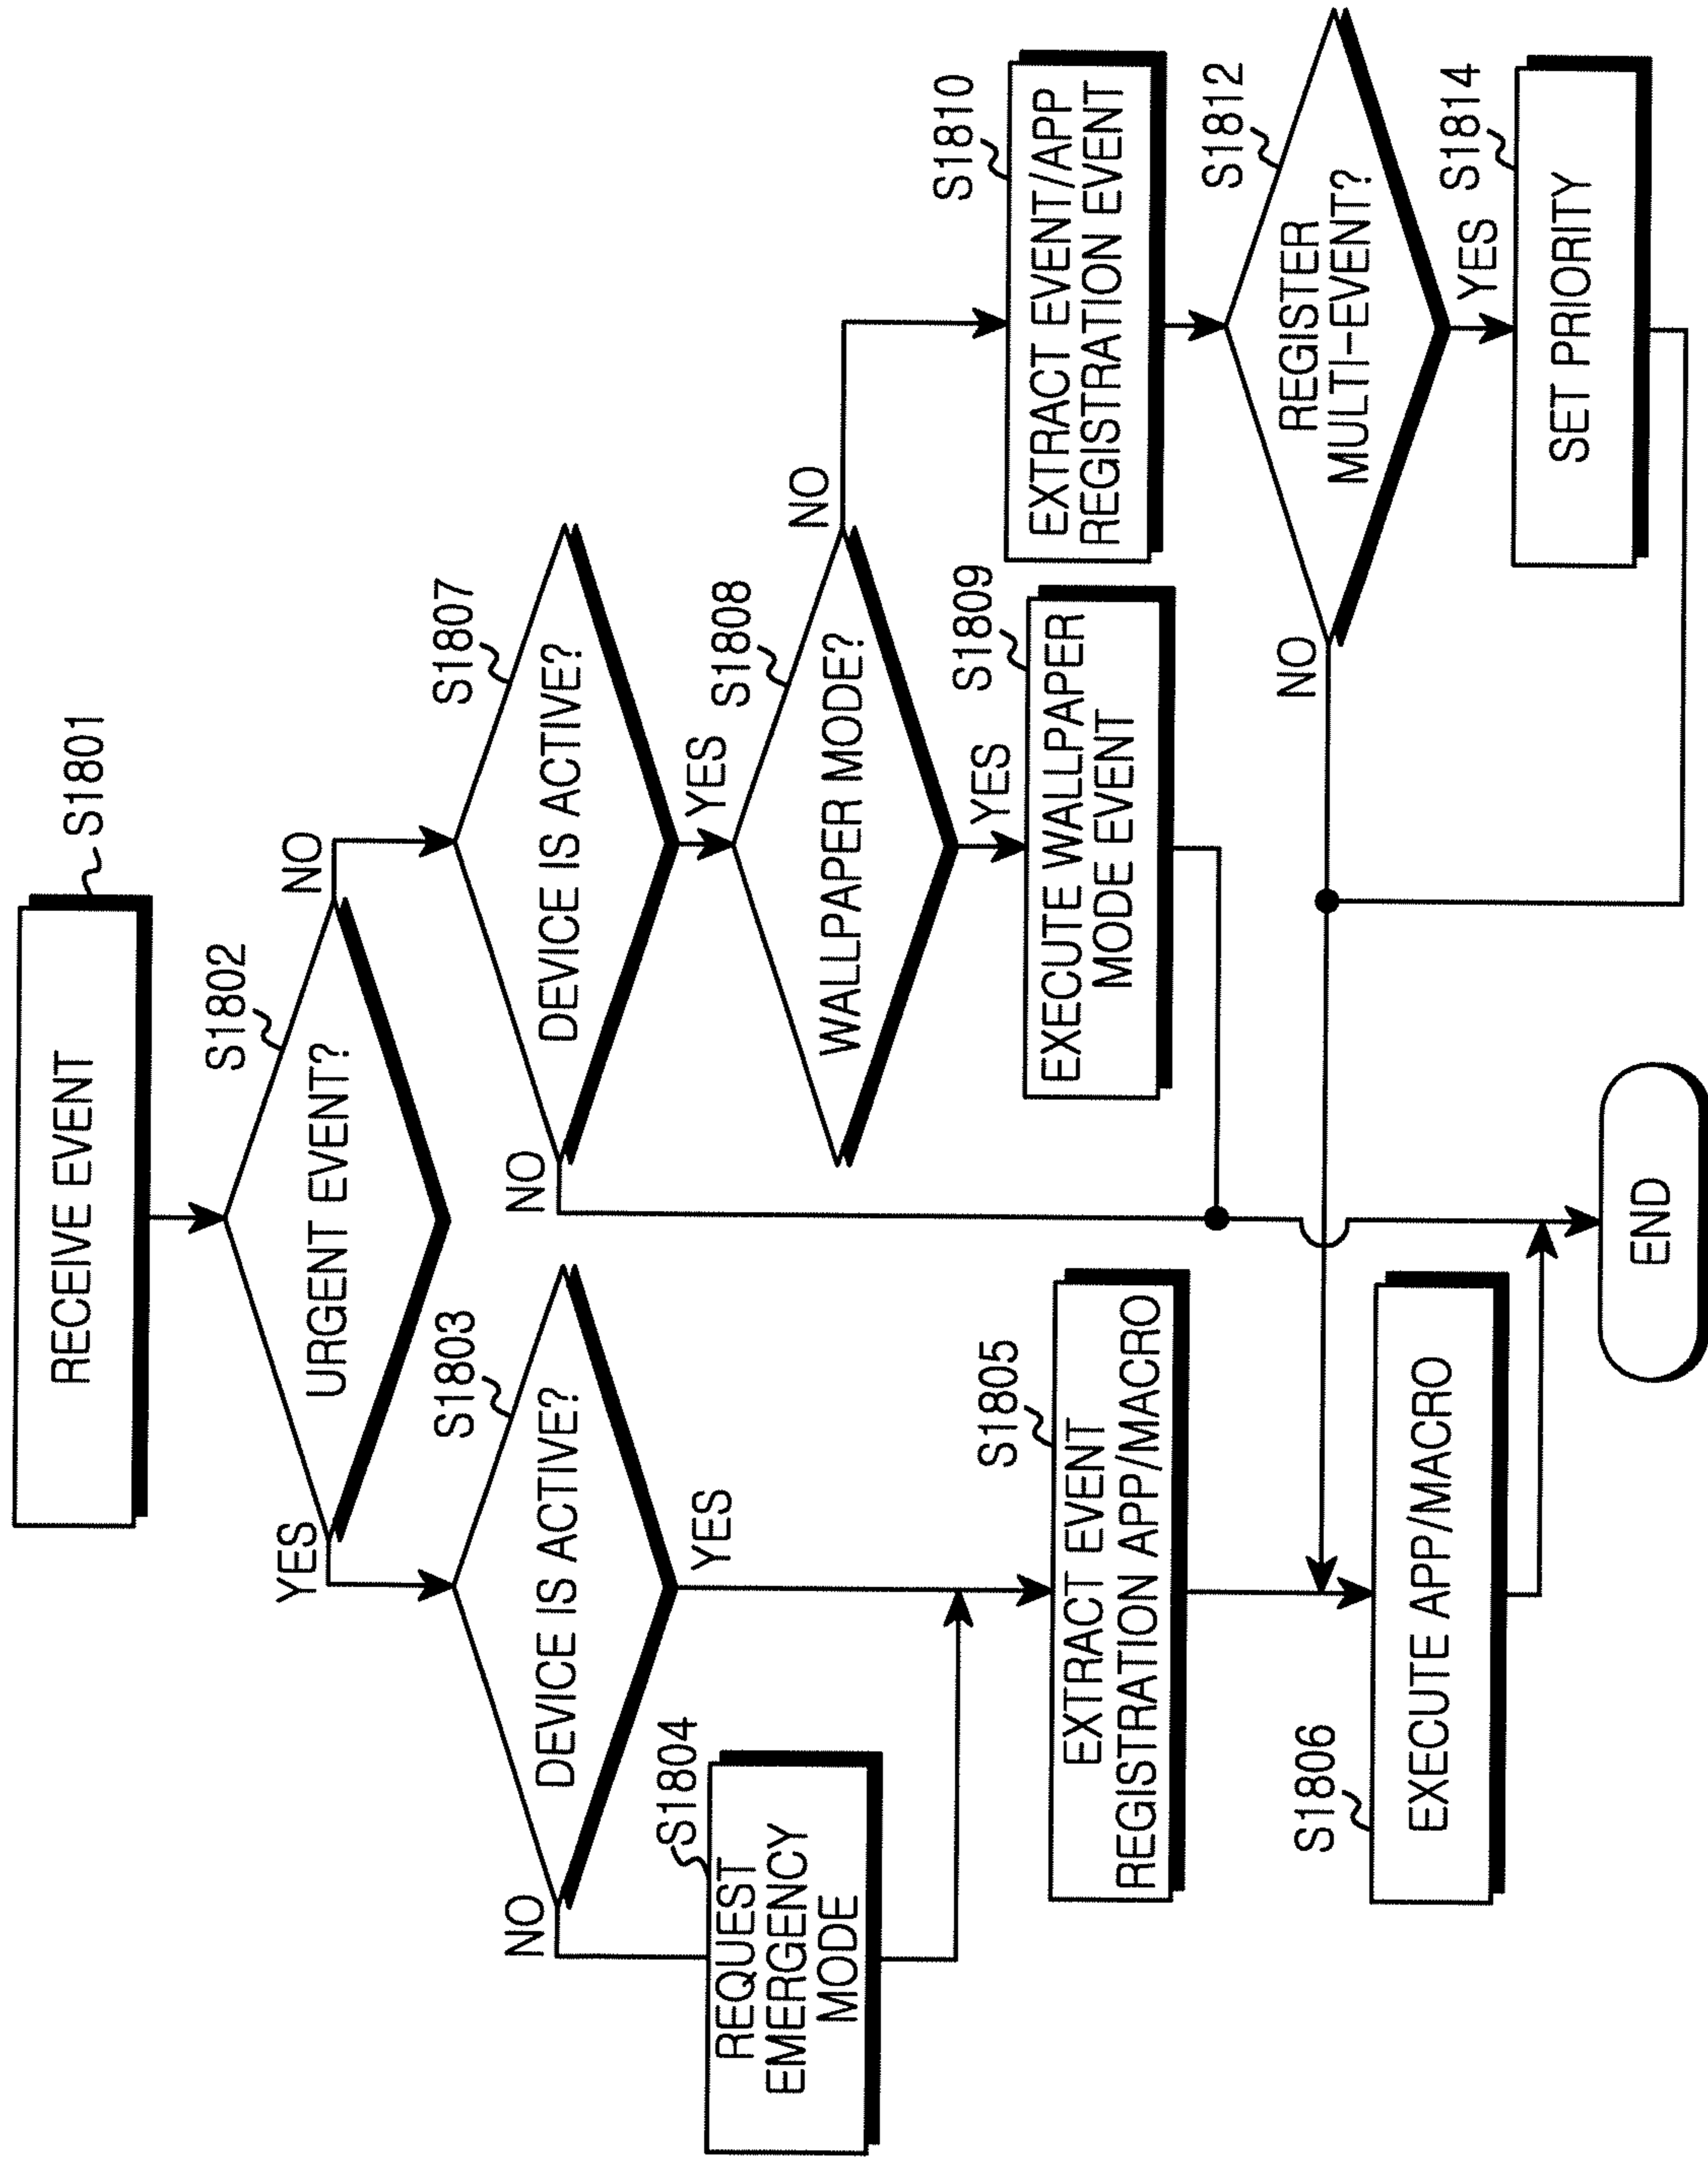 RECEIVE EVENT
S1801
S1802
URGENT EVENT?
YES
NO
S1803
DEVICE IS ACTIVE?
NO
YES
S1804
REQUEST
EMERGENCY
MODE
S1805
EXTRACT EVENT
REGISTRATION APP/MACRO
S1806
EXECUTE APP/MACRO
S1807
DEVICE IS ACTIVE?
NO
YES
S1808
WALLPAPER MODE?
NO
YES
S1809
EXECUTE WALLPAPER
MODE EVENT
S1810
EXTRACT EVENT/APP
REGISTRATION EVENT
S1812
REGISTER
MULTI-EVENT?
NO
YES
S1814
SET PRIORITY
END